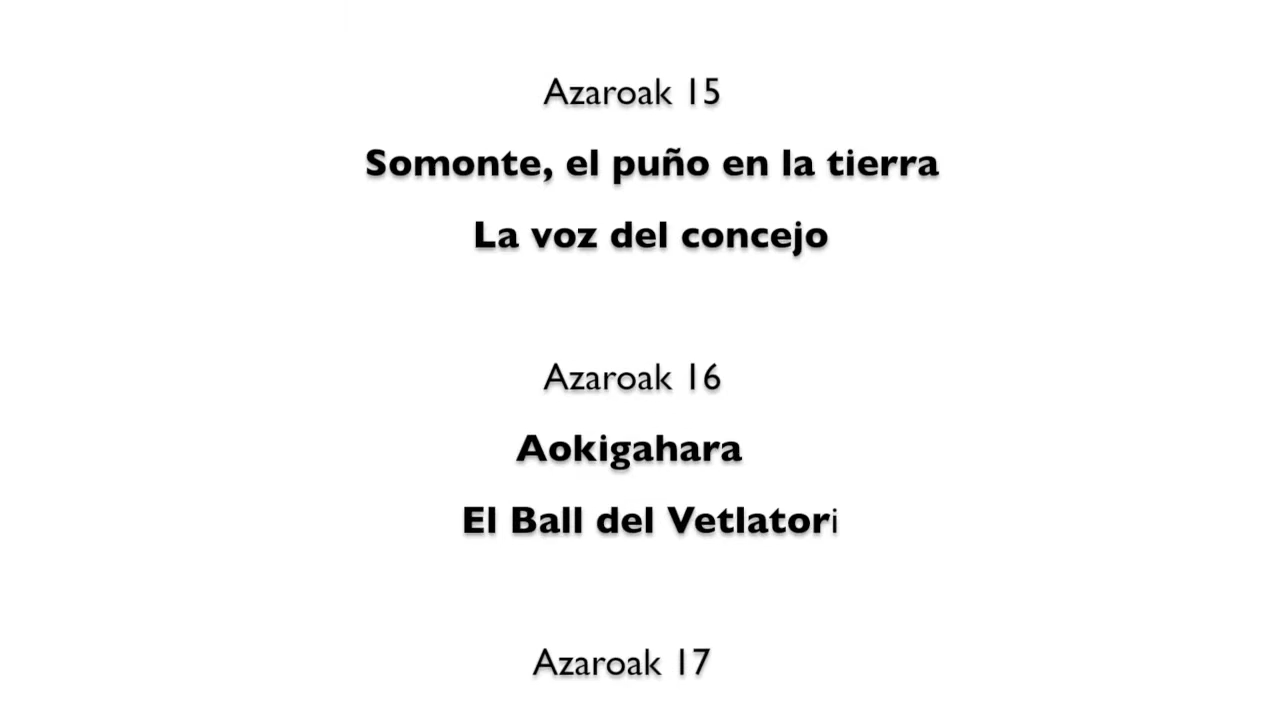 Azaroak 15
Somonte, el puño en la tierra
La voz del concejo
Azaroak 16
Aokigahara
El Ball del Vetlatori
Azaroak 17